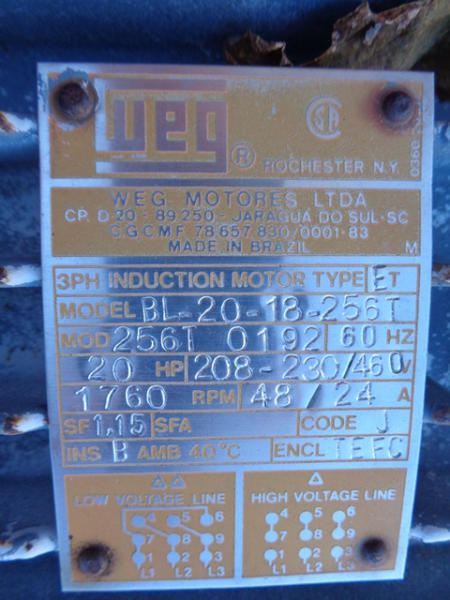 weg
®
ROCHESTER N.Y.
WEG MOTORES LTDA
CP. D-20 - 89.250 - JARAGUÁ DO SUL-SC
CGCMF 78.657.830/0001-83
MADE IN BRAZIL M
3PH INDUCTION MOTOR TYPE ET
MODEL BL-20-18-256T
MOD 256T 0192 60 HZ
20 HP 208-230/460 V
1760 RPM 48/24 A
SF 1.15 SFA CODE J
INS B AMB 40°C ENCL TEFC
LOW VOLTAGE LINE
HIGH VOLTAGE LINE
4 5 6
4 5 6
7 8 9
7 8 9
1 2 3
1 2 3
L1 L2 L3
L1 L2 L3